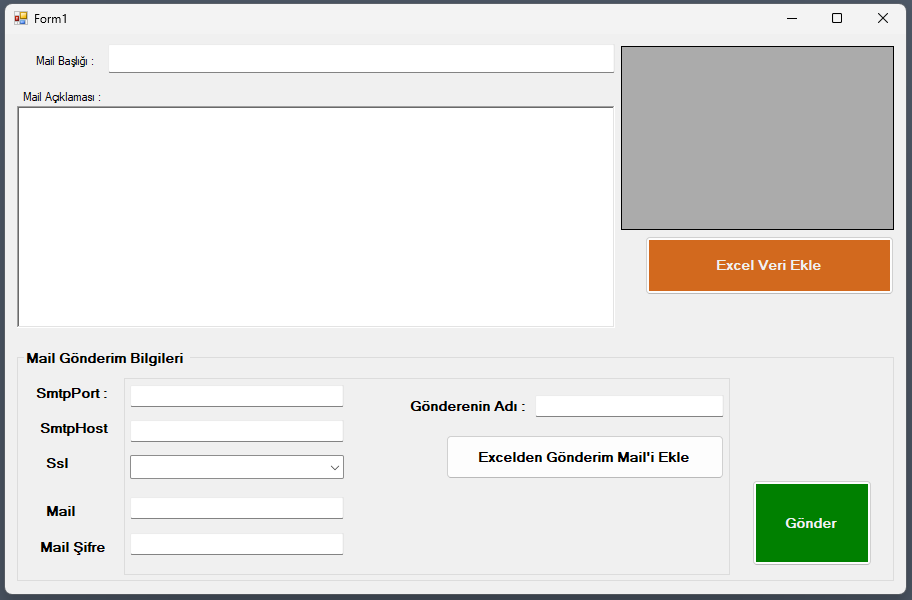 Form1
Mail Başlığı :
Mail Açıklaması :
Excel Veri Ekle
Mail Gönderim Bilgileri
SmtpPort :
Gönderenin Adı :
SmtpHost
Excelden Gönderim Mail'i Ekle
Ssl
Mail
Gönder
Mail Şifre